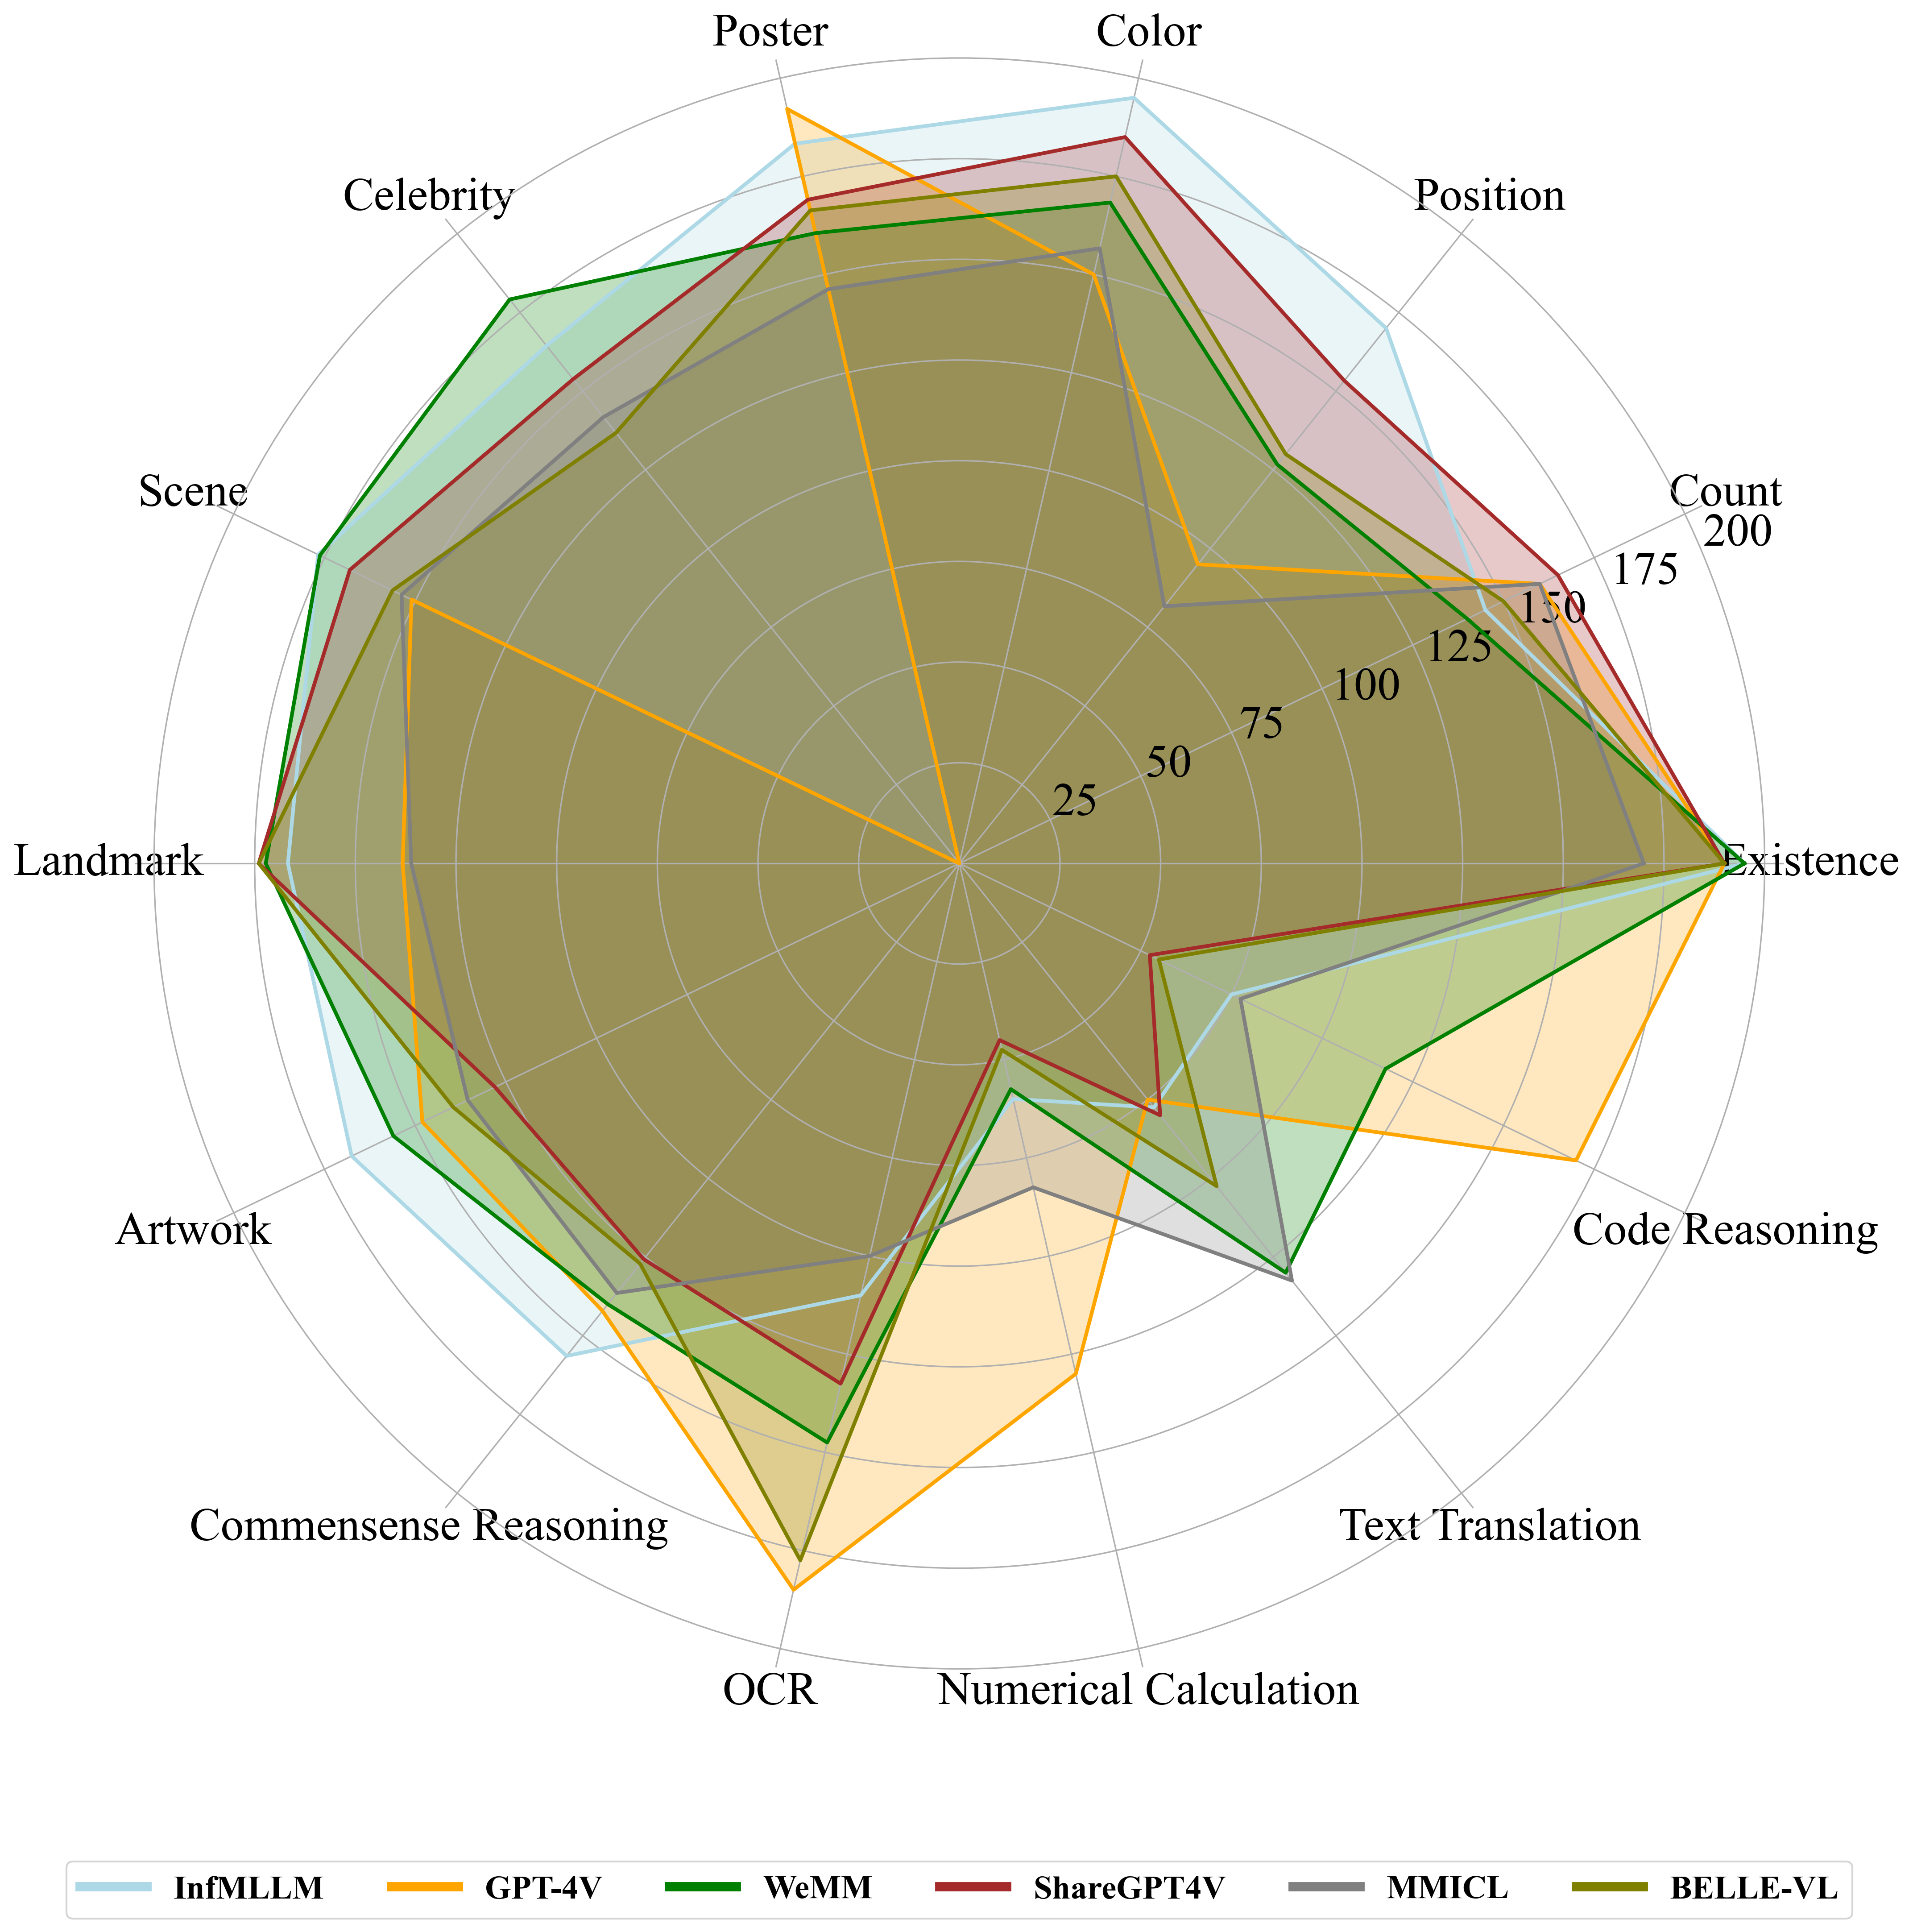 Poster
Color
Celebrity
Position
Scene
Count
200
175
150
125
100
75
50
25
Landmark
Existence
Artwork
Code Reasoning
Commensense Reasoning
Text Translation
OCR
Numerical Calculation
InfMLLM GPT-4V WeMM ShareGPT4V MMICL BELLE-VL